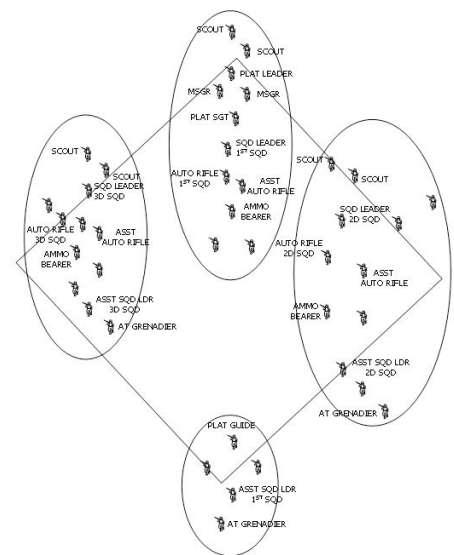 SCOUT
SCOUT
PLAT LEADER
MSGR
MSGR
PLAT SGT
SQD LEADER
1ST SQD
AUTO RIFLE
1ST SQD
ASST
AUTO RIFLE
AMMO
BEARER
SCOUT
SCOUT
SQD LEADER
3D SQD
AUTO RIFLE
3D SQD
ASST
AUTO RIFLE
AMMO
BEARER
ASST SQD LDR
3D SQD
AT GRENADIER
SCOUT
SCOUT
SQD LEADER
2D SQD
AUTO RIFLE
2D SQD
ASST
AUTO RIFLE
AMMO
BEARER
ASST SQD LDR
2D SQD
AT GRENADIER
PLAT GUIDE
ASST SQD LDR
1ST SQD
AT GRENADIER